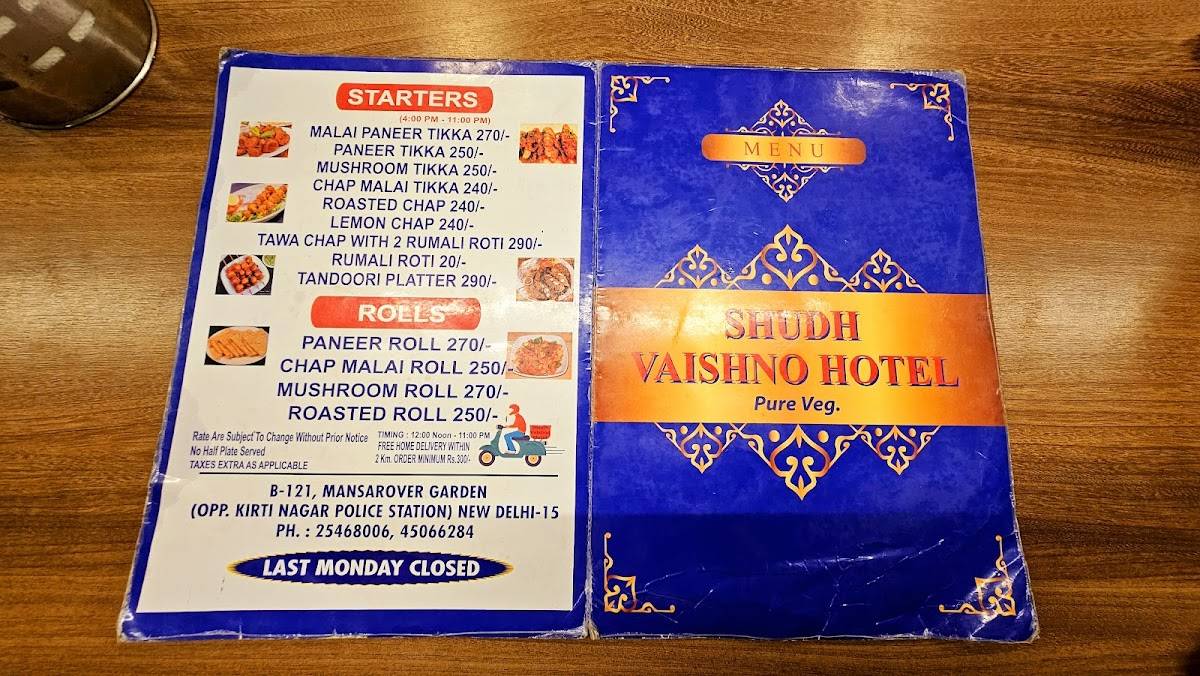 STARTERS
(4:00 PM - 11:00 PM)
MALAI PANEER TIKKA 270/-
PANEER TIKKA 250/-
MUSHROOM TIKKA 250/-
CHAP MALAI TIKKA 240/-
ROASTED CHAP 240/-
LEMON CHAP 240/-
TAWA CHAP WITH 2 RUMALI ROTI 290/-
RUMALI ROTI 20/-
TANDOORI PLATTER 290/-
ROLLS
PANEER ROLL 270/-
CHAP MALAI ROLL 250/-
MUSHROOM ROLL 270/-
ROASTED ROLL 250/-
Rate Are Subject To Change Without Prior Notice
No Half Plate Served
TAXES EXTRA AS APPLICABLE
TIMING : 12:00 Noon - 11:00 PM
FREE HOME DELIVERY WITHIN
2 Km. ORDER MINIMUM Rs.300/-
B-121, MANSAROVER GARDEN
(OPP. KIRTI NAGAR POLICE STATION) NEW DELHI-15
PH. : 25468006, 45066284
LAST MONDAY CLOSED
MENU
SHUDH
VAISHNO HOTEL
Pure Veg.